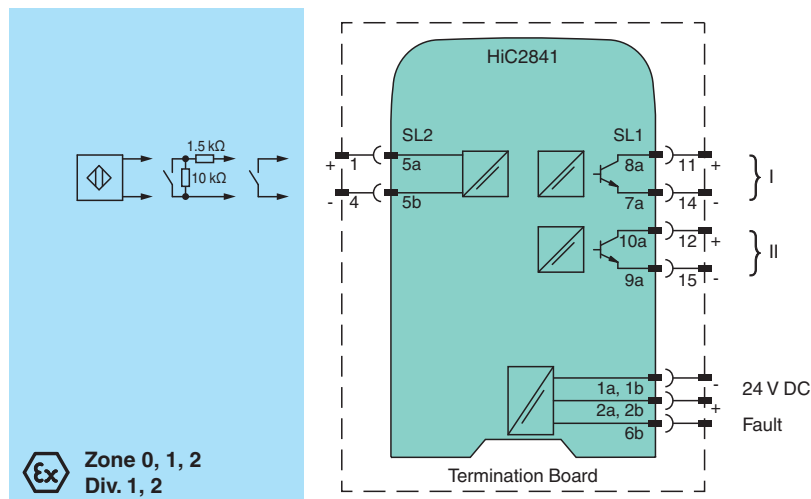 HiC2841
SL2 SL1
1.5 kΩ
10 kΩ
+ 1 5a
- 4 5b
8a 11 +
7a 14 -
I
10a 12 +
9a 15 -
II
1a, 1b -
24 V DC
2a, 2b +
6b Fault
Ex Zone 0, 1, 2
Div. 1, 2
Termination Board